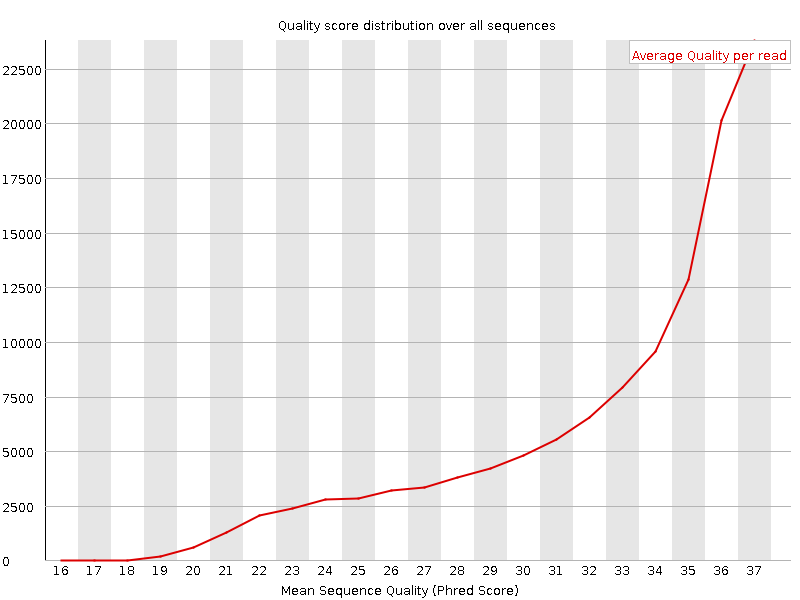 Quality score distribution over all sequences
Average Quality per read
22500
20000
17500
15000
12500
10000
7500
5000
2500
0
16 17 18 19 20 21 22 23 24 25 26 27 28 29 30 31 32 33 34 35 36 37
Mean Sequence Quality (Phred Score)